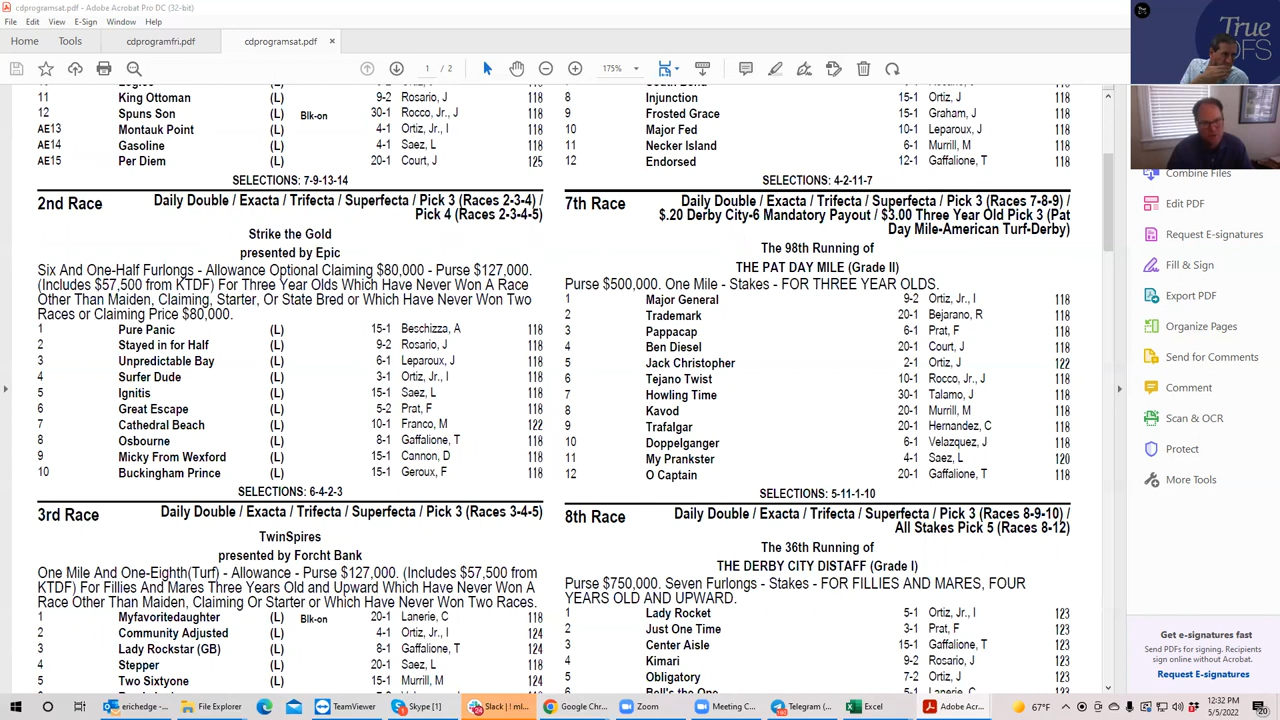 cdprogramsat.pdf - Adobe Acrobat Pro DC (32-bit)
File Edit View E-Sign Window Help
Home Tools cdprogramfri.pdf cdprogramsat.pdf ×
1 / 2 175%
11 King Ottoman (L) 9-2 Rosario, J 118
12 Spuns Son (L) Blk-on 30-1 Rocco, Jr., J 118
AE13 Montauk Point (L) 4-1 Ortiz, Jr., I 118
AE14 Gasoline (L) 4-1 Saez, L 118
AE15 Per Diem (L) 20-1 Court, J 125
SELECTIONS: 7-9-13-14
2nd Race Daily Double / Exacta / Trifecta / Superfecta / Pick 3 (Races 2-3-4) /
Pick 4 (Races 2-3-4-5)
Strike the Gold
presented by Epic
Six And One-Half Furlongs - Allowance Optional Claiming $80,000 - Purse $127,000.
(Includes $57,500 from KTDF) For Three Year Olds Which Have Never Won A Race
Other Than Maiden, Claiming, Starter, Or State Bred or Which Have Never Won Two
Races or Claiming Price $80,000.
1 Pure Panic (L) 15-1 Beschizza, A 118
2 Stayed in for Half (L) 9-2 Rosario, J 118
3 Unpredictable Bay (L) 6-1 Leparoux, J 118
4 Surfer Dude (L) 3-1 Ortiz, Jr., I 118
5 Ignitis (L) 15-1 Saez, L 118
6 Great Escape (L) 5-2 Prat, F 118
7 Cathedral Beach (L) 10-1 Franco, M 122
8 Osbourne (L) 8-1 Gaffalione, T 118
9 Micky From Wexford (L) 15-1 Cannon, D 118
10 Buckingham Prince (L) 15-1 Geroux, F 118
SELECTIONS: 6-4-2-3
3rd Race Daily Double / Exacta / Trifecta / Superfecta / Pick 3 (Races 3-4-5)
TwinSpires
presented by Forcht Bank
One Mile And One-Eighth(Turf) - Allowance - Purse $127,000. (Includes $57,500 from
KTDF) For Fillies And Mares Three Years Old and Upward Which Have Never Won A
Race Other Than Maiden, Claiming Or Starter or Which Have Never Won Two Races.
1 Myfavoritedaughter (L) Blk-on 20-1 Lanerie, C 118
2 Community Adjusted (L) 4-1 Ortiz, Jr., I 124
3 Lady Rockstar (GB) (L) 8-1 Gaffalione, T 124
4 Stepper (L) 20-1 Saez, L 118
5 Two Sixtyone (L) 15-1 Murrill, M 124
8 Injunction 15-1 Ortiz, J 118
9 Frosted Grace 15-1 Graham, J 118
10 Major Fed 10-1 Leparoux, J 118
11 Necker Island 6-1 Murrill, M 118
12 Endorsed 12-1 Gaffalione, T 118
SELECTIONS: 4-2-11-7
7th Race Daily Double / Exacta / Trifecta / Superfecta / Pick 3 (Races 7-8-9) /
$.20 Derby City-6 Mandatory Payout / $3.00 Three Year Old Pick 3 (Pat
Day Mile-American Turf-Derby)
The 98th Running of
THE PAT DAY MILE (Grade II)
Purse $500,000. One Mile - Stakes - FOR THREE YEAR OLDS.
1 Major General 9-2 Ortiz, Jr., I 118
2 Trademark 20-1 Bejarano, R 118
3 Pappacap 6-1 Prat, F 118
4 Ben Diesel 20-1 Court, J 118
5 Jack Christopher 2-1 Ortiz, J 122
6 Tejano Twist 10-1 Rocco, Jr., J 118
7 Howling Time 30-1 Talamo, J 118
8 Kavod 20-1 Murrill, M 118
9 Trafalgar 20-1 Hernandez, C 118
10 Doppelganger 6-1 Velazquez, J 118
11 My Prankster 4-1 Saez, L 120
12 O Captain 20-1 Gaffalione, T 118
SELECTIONS: 5-11-1-10
8th Race Daily Double / Exacta / Trifecta / Superfecta / Pick 3 (Races 8-9-10) /
All Stakes Pick 5 (Races 8-12)
The 36th Running of
THE DERBY CITY DISTAFF (Grade I)
Purse $750,000. Seven Furlongs - Stakes - FOR FILLIES AND MARES, FOUR
YEARS OLD AND UPWARD.
1 Lady Rocket 5-1 Ortiz, Jr., I 123
2 Just One Time 3-1 Prat, F 123
3 Center Aisle 15-1 Gaffalione, T 123
4 Kimari 9-2 Rosario, J 123
5 Obligatory 7-2 Ortiz, J 123
6 Bell's the One Lanerie, C 123
True
DFS
Combine Files
Edit PDF
Request E-signatures
Fill & Sign
Export PDF
Organize Pages
Send for Comments
Comment
Scan & OCR
Protect
More Tools
Get e-signatures fast
Send PDFs for signing. Recipients
sign online without Acrobat.
Request E-signatures
erichedge... File Explorer TeamViewer Skype [1] Slack | ! ml... Google Chr... Zoom Meeting C... Telegram (... Excel Adobe Ac... 67°F 12:32 PM
5/5/2022 20